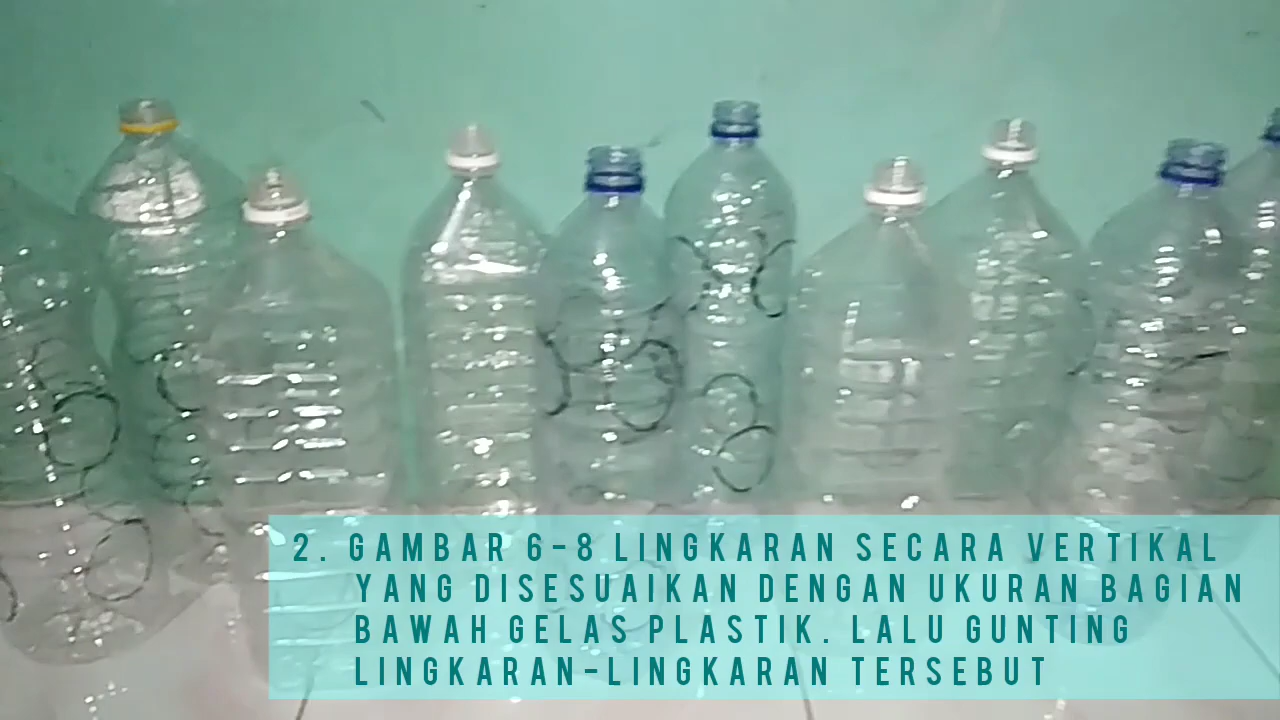 2. GAMBAR 6-8 LINGKARAN SECARA VERTIKAL
YANG DISESUAIKAN DENGAN UKURAN BAGIAN
BAWAH GELAS PLASTIK. LALU GUNTING
LINGKARAN-LINGKARAN TERSEBUT